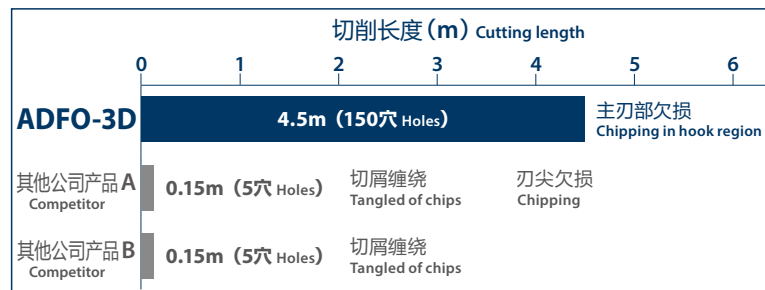 切削长度(m) Cutting length
0 1 2 3 4 5 6
ADFO-3D 4.5m(150穴 Holes) 主刃部欠损
Chipping in hook region
其他公司产品A 0.15m(5穴 Holes) 切屑缠绕 刃尖欠损
Competitor Tangled of chips Chipping
其他公司产品B 0.15m(5穴 Holes) 切屑缠绕
Competitor Tangled of chips